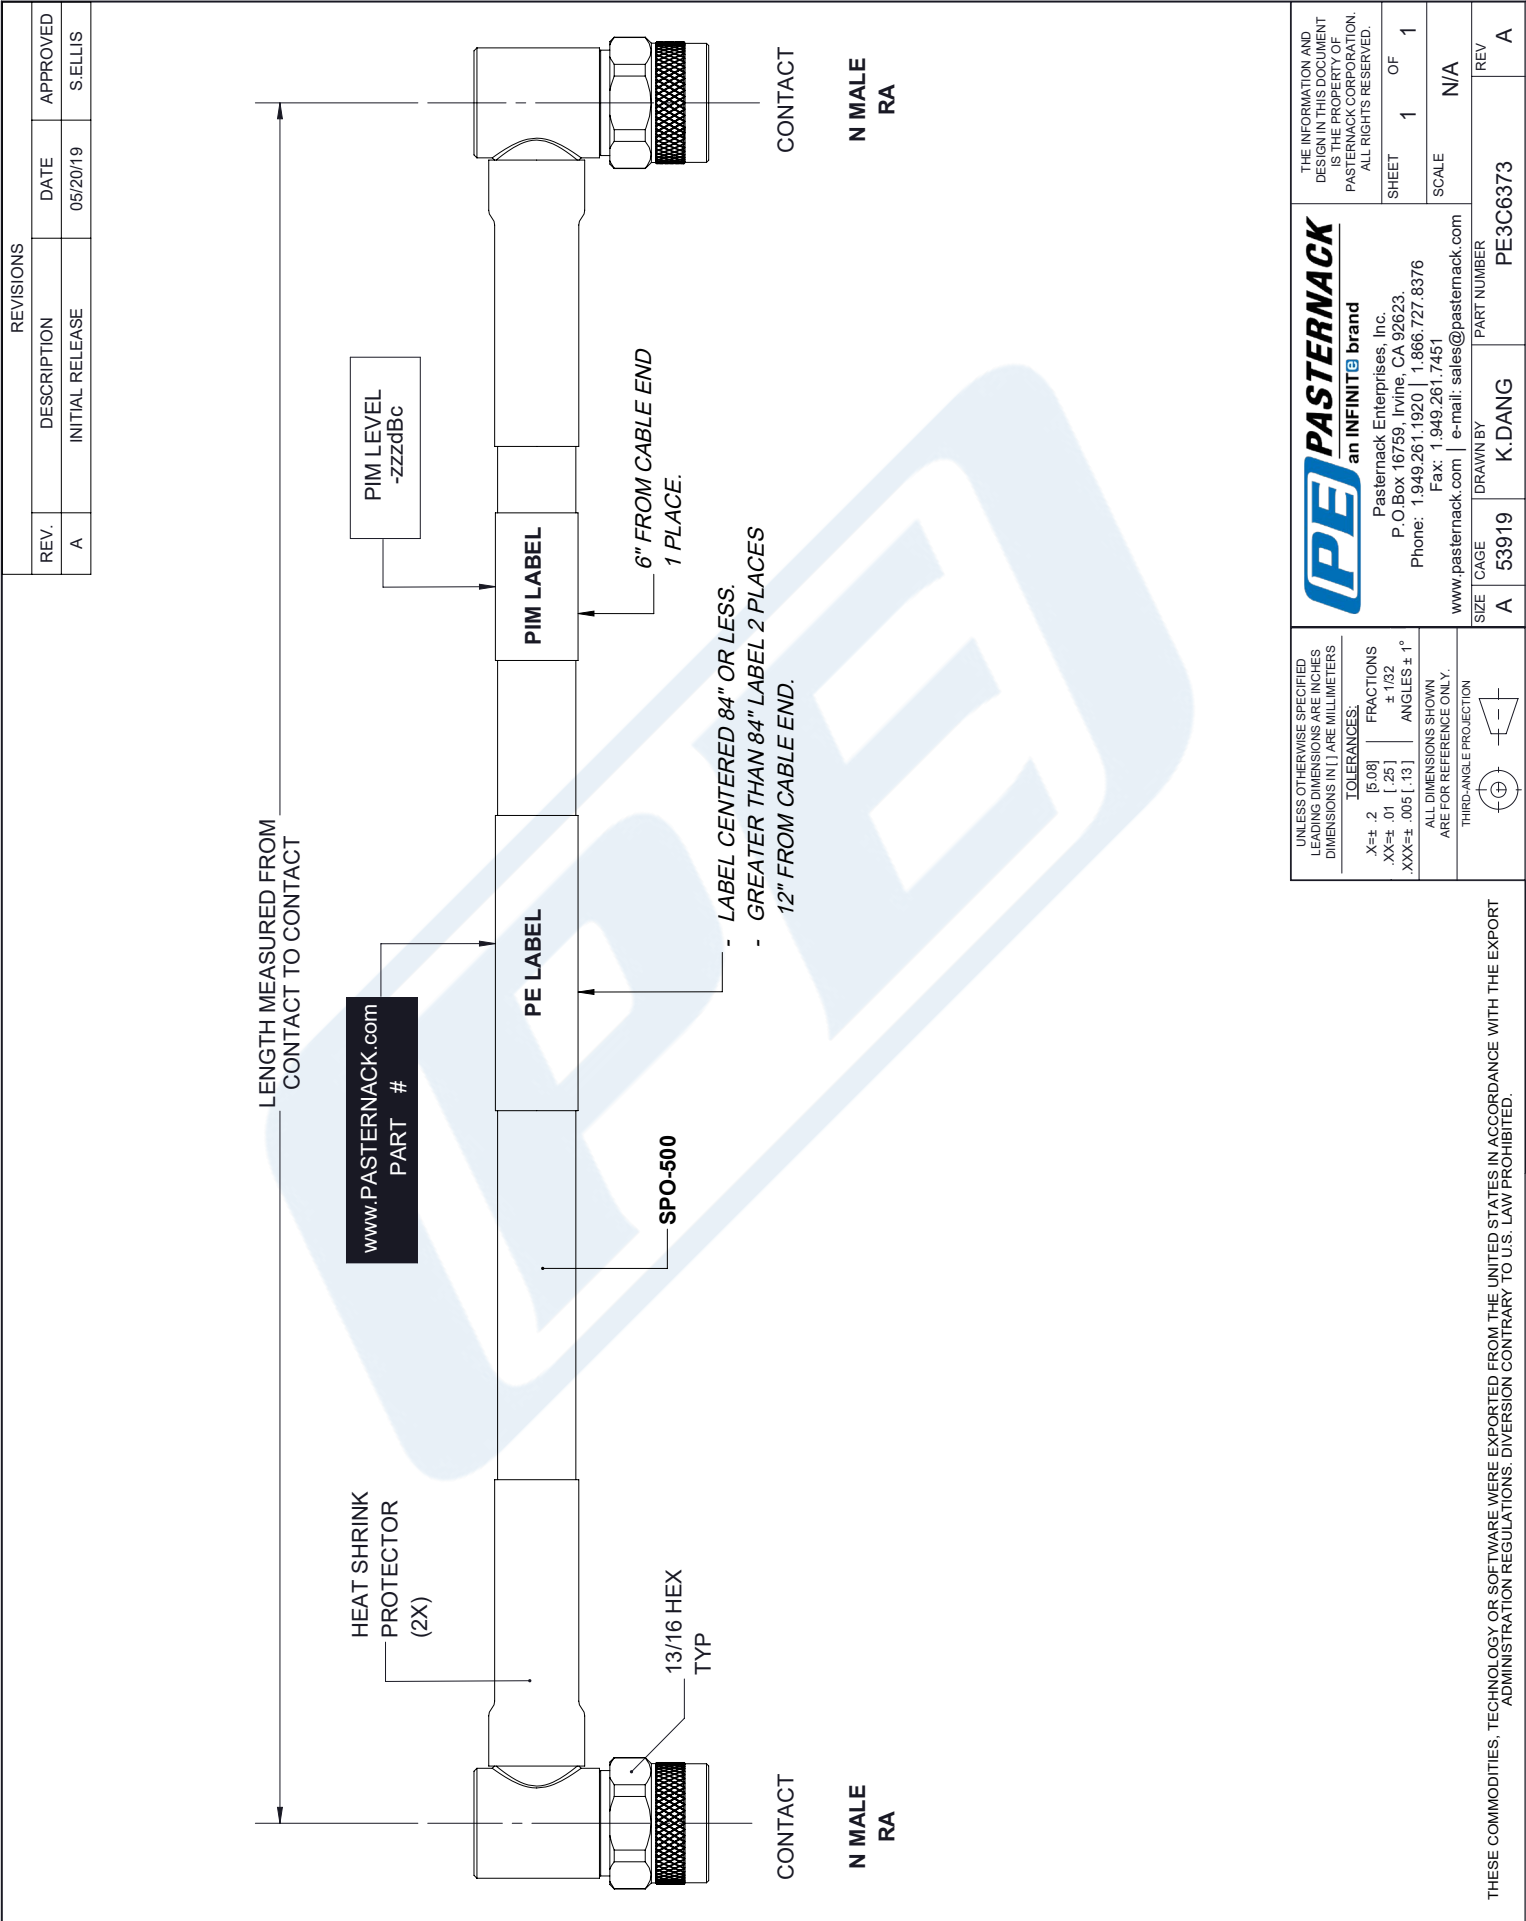 REVISIONS
REV. DESCRIPTION DATE APPROVED
A INITIAL RELEASE 05/20/19 S.ELLIS
LENGTH MEASURED FROM
CONTACT TO CONTACT
www.PASTERNACK.com
PART #
PIM LEVEL
-zzzdBc
HEAT SHRINK
PROTECTOR
(2X)
PE LABEL
PIM LABEL
6" FROM CABLE END
1 PLACE.
SPO-500
- LABEL CENTERED 84" OR LESS.
- GREATER THAN 84" LABEL 2 PLACES
12" FROM CABLE END.
13/16 HEX
TYP
CONTACT
N MALE
RA
CONTACT
N MALE
RA
UNLESS OTHERWISE SPECIFIED
LEADING DIMENSIONS ARE INCHES
DIMENSIONS IN [ ] ARE MILLIMETERS
TOLERANCES:
.X=± .2 [5.08] FRACTIONS
.XX=± .01 [ .25 ] ± 1/32
.XXX=± .005 [ .13 ] ANGLES ± 1°
ALL DIMENSIONS SHOWN
ARE FOR REFERENCE ONLY.
THIRD-ANGLE PROJECTION
PE PASTERNACK
an INFINITe brand
Pasternack Enterprises, Inc.
P.O.Box 16759, Irvine, CA 92623.
Phone: 1.949.261.1920 | 1.866.727.8376
Fax: 1.949.261.7451
www.pasternack.com | e-mail: sales@pasternack.com
THE INFORMATION AND
DESIGN IN THIS DOCUMENT
IS THE PROPERTY OF
PASTERNACK CORPORATION.
ALL RIGHTS RESERVED.
SHEET 1 OF 1
SCALE N/A
SIZE A
CAGE 53919
DRAWN BY K.DANG
PART NUMBER PE3C6373
REV A
THESE COMMODITIES, TECHNOLOGY OR SOFTWARE WERE EXPORTED FROM THE UNITED STATES IN ACCORDANCE WITH THE EXPORT
ADMINISTRATION REGULATIONS. DIVERSION CONTRARY TO U.S. LAW PROHIBITED.